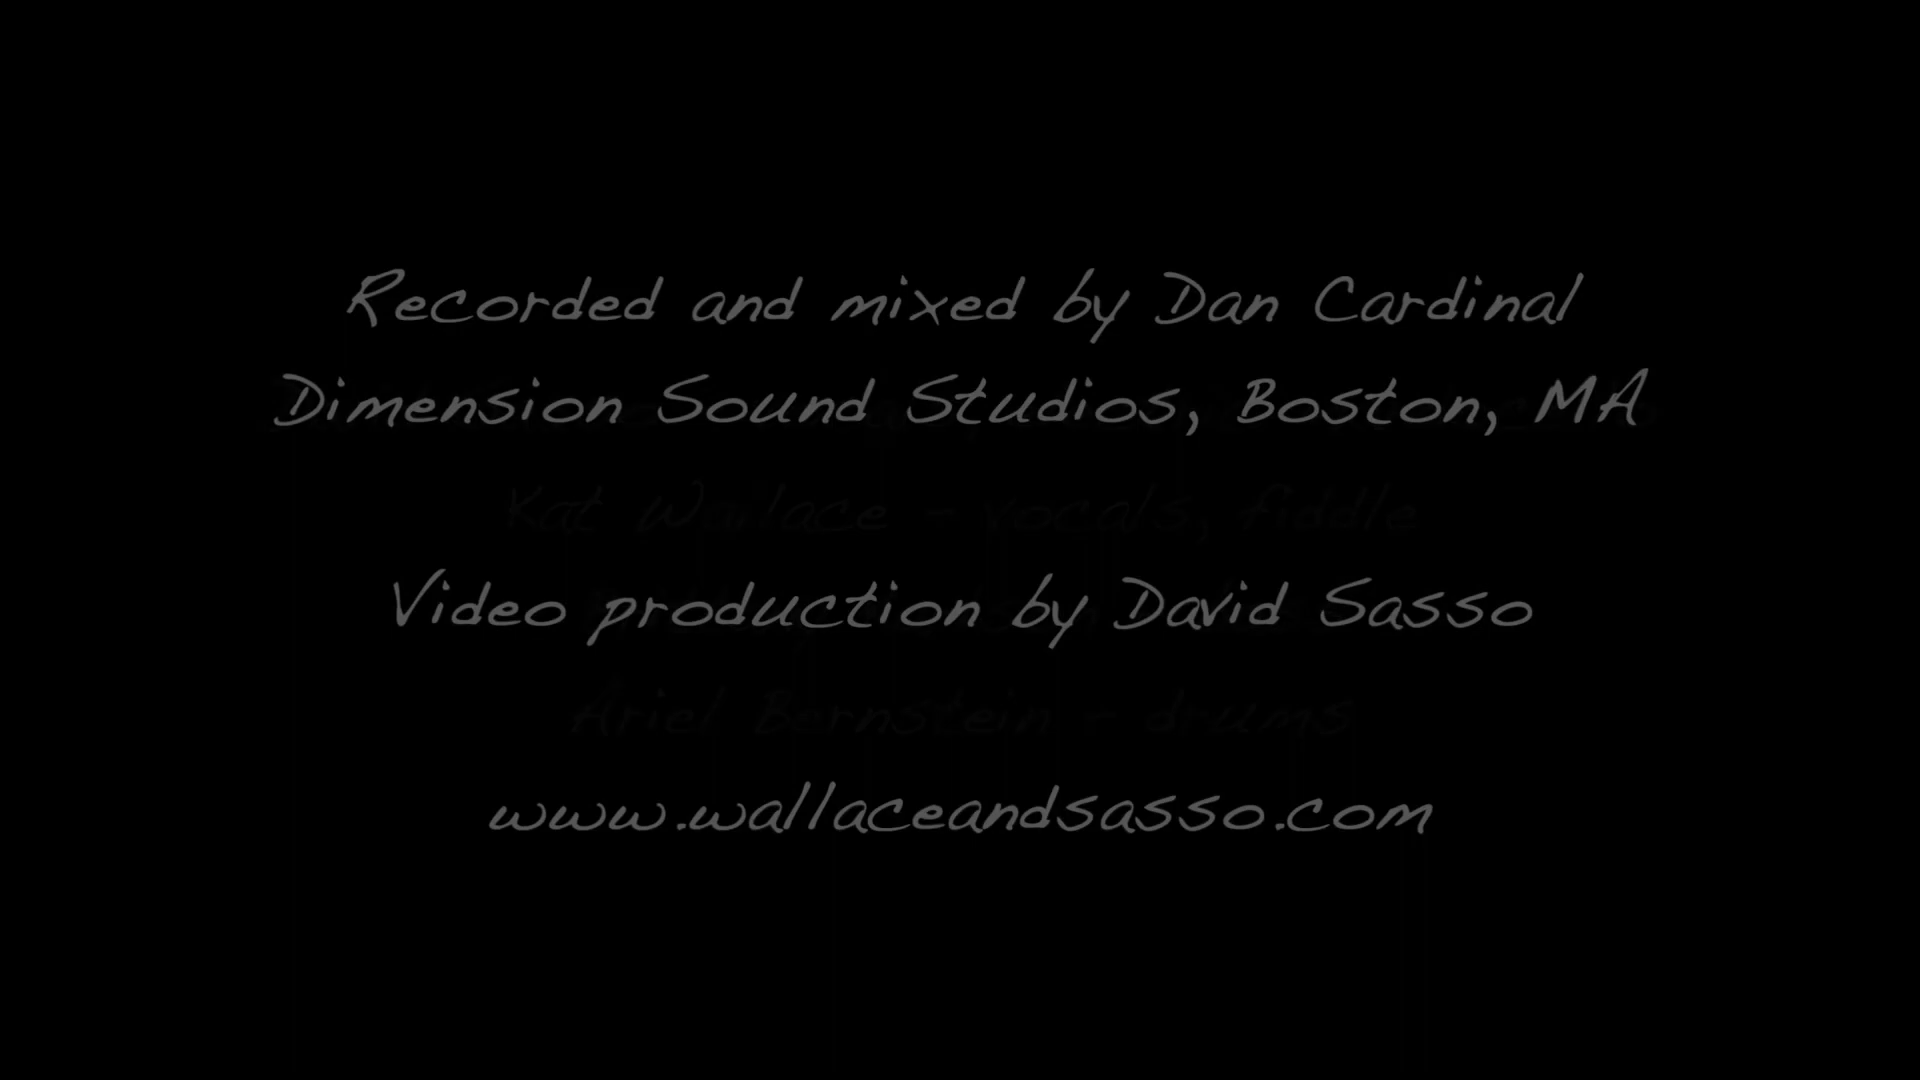 Recorded and mixed by Dan Cardinal
Dimension Sound Studios, Boston, MA
Kat Wallace - vocals, fiddle
Video production by David Sasso
Ariel Bernstein - drums
www.wallaceandsasso.com